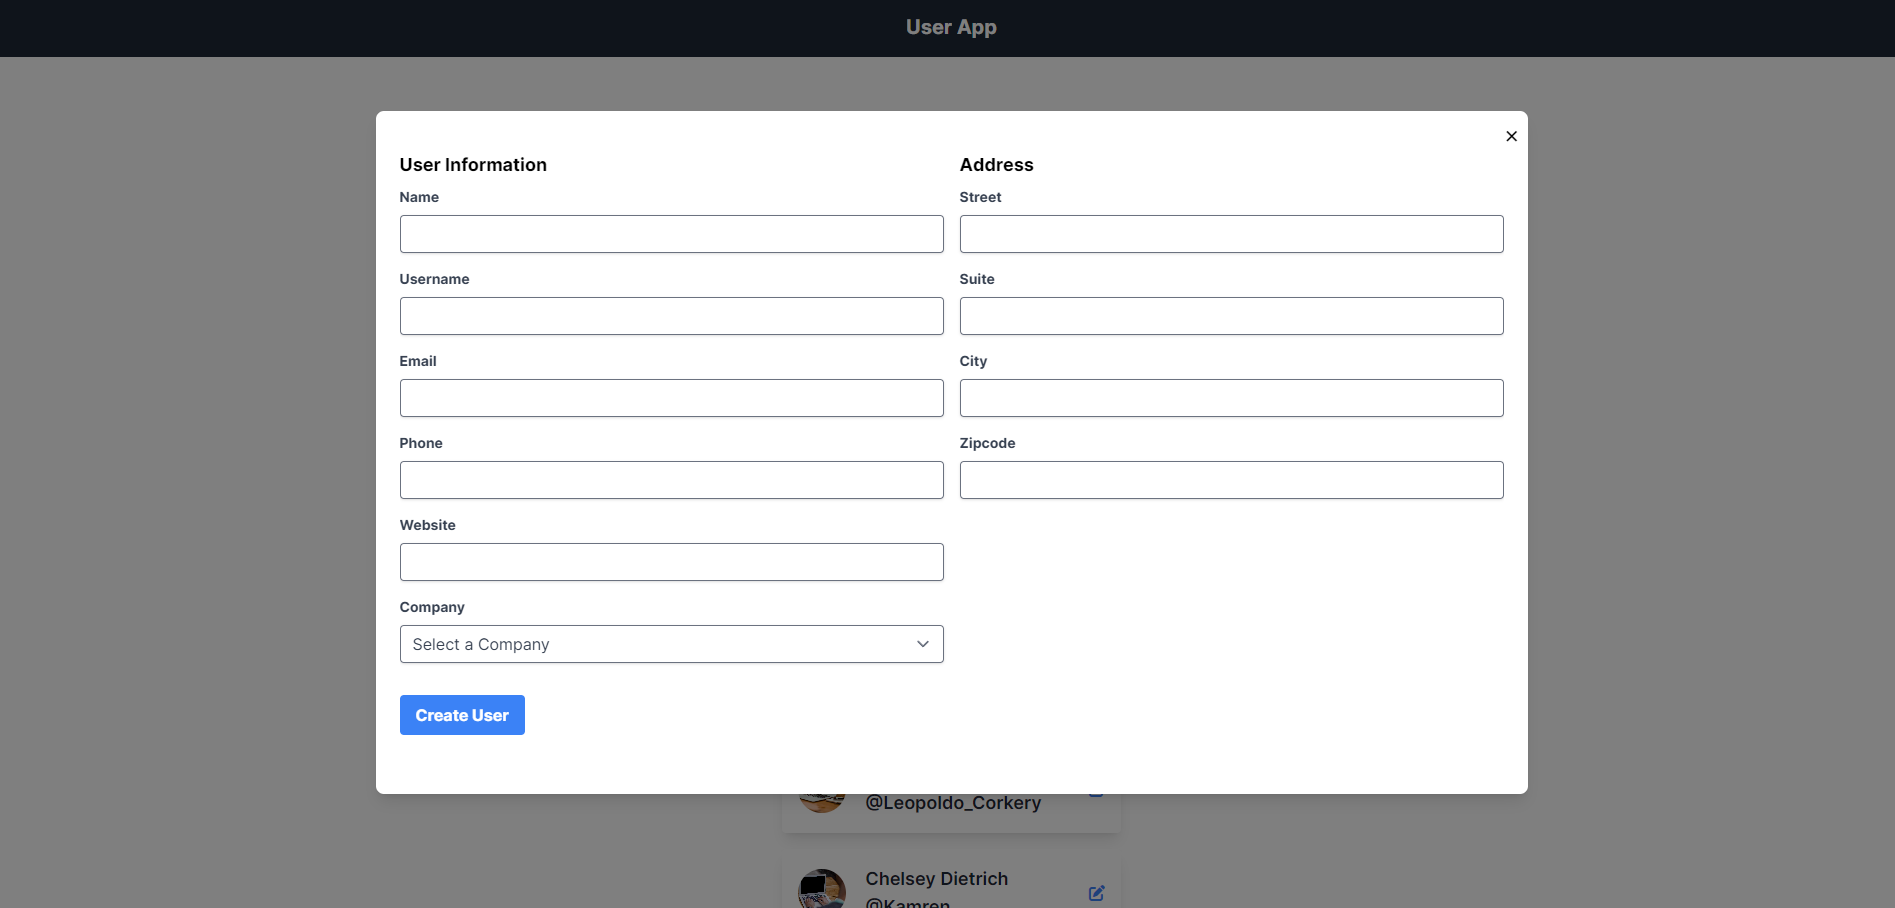 User App
User Information
Name
Username
Email
Phone
Website
Company
Select a Company
Create User
Address
Street
Suite
City
Zipcode
@Leopoldo_Corkery
Chelsey Dietrich
@Kamren